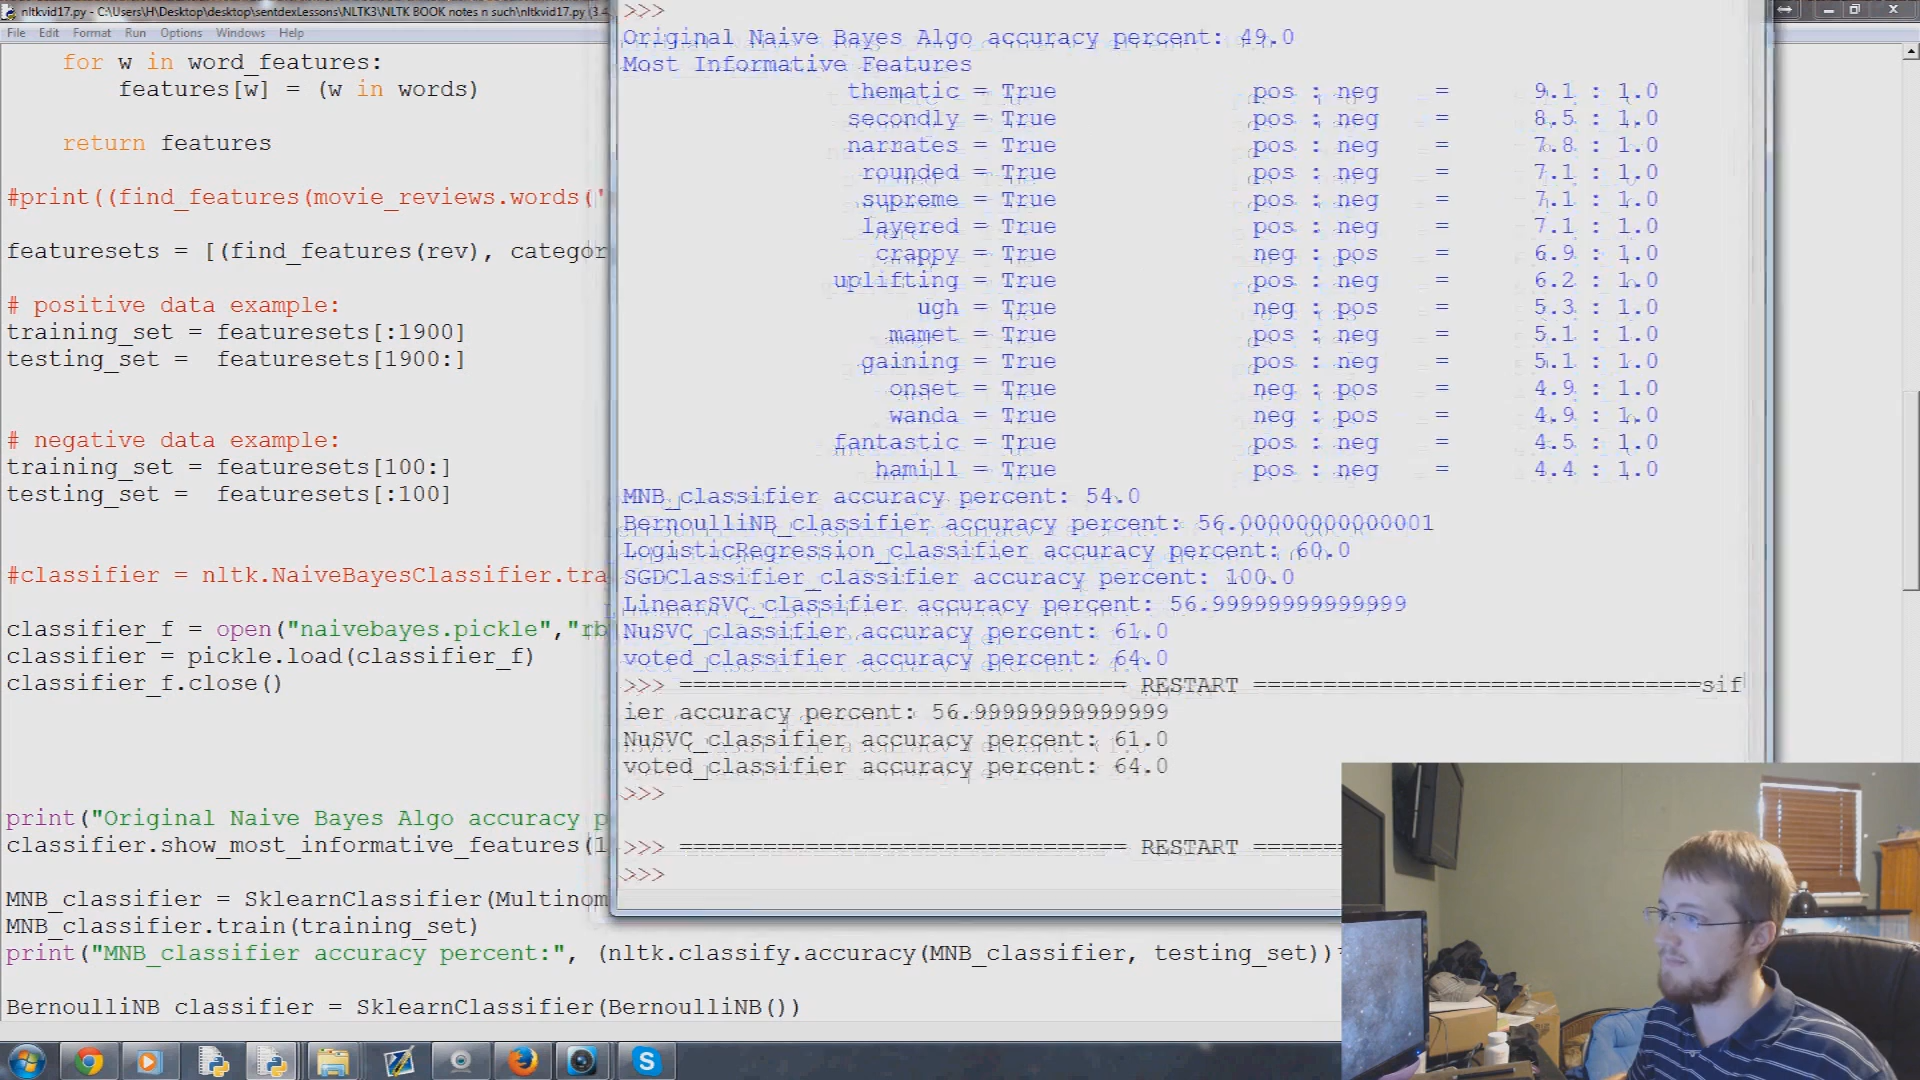 nltkvid17.py - C:\Users\H\Desktop\desktop\sentdexLessons\NLTK3\NLTK BOOK notes n such\nltkvid17.py (3.4
File Edit Format Run Options Windows Help
for w in word_features:
features[w] = (w in words)
return features
#print((find_features(movie_reviews.words('
featuresets = [(find_features(rev), categor
# positive data example:
training_set = featuresets[:1900]
testing_set =  featuresets[1900:]
# negative data example:
training_set = featuresets[100:]
testing_set =  featuresets[:100]
#classifier = nltk.NaiveBayesClassifier.tra
classifier_f = open("naivebayes.pickle","rb
classifier = pickle.load(classifier_f)
classifier_f.close()
print("Original Naive Bayes Algo accuracy p
classifier.show_most_informative_features(1
MNB_classifier = SklearnClassifier(Multinom
MNB_classifier.train(training_set)
print("MNB_classifier accuracy percent:", (nltk.classify.accuracy(MNB_classifier, testing_set))*
BernoulliNB classifier = SklearnClassifier(BernoulliNB())
>>>
Original Naive Bayes Algo accuracy percent: 49.0
Most Informative Features
thematic = True pos : neg = 9.1 : 1.0
secondly = True pos : neg = 8.5 : 1.0
narrates = True pos : neg = 7.8 : 1.0
rounded = True pos : neg = 7.1 : 1.0
supreme = True pos : neg = 7.1 : 1.0
layered = True pos : neg = 7.1 : 1.0
crappy = True neg : pos = 6.9 : 1.0
uplifting = True pos : neg = 6.2 : 1.0
ugh = True neg : pos = 5.3 : 1.0
mamet = True pos : neg = 5.1 : 1.0
gaining = True pos : neg = 5.1 : 1.0
onset = True neg : pos = 4.9 : 1.0
wanda = True neg : pos = 4.9 : 1.0
fantastic = True pos : neg = 4.5 : 1.0
hamill = True pos : neg = 4.4 : 1.0
MNB_classifier accuracy percent: 54.0
BernoulliNB_classifier accuracy percent: 56.00000000000001
LogisticRegression_classifier accuracy percent: 60.0
SGDClassifier_classifier accuracy percent: 100.0
LinearSVC_classifier accuracy percent: 56.99999999999999
NuSVC_classifier accuracy percent: 61.0
voted_classifier accuracy percent: 64.0
>>> ================================ RESTART ================================sif
ier accuracy percent: 56.99999999999999
NuSVC_classifier accuracy percent: 61.0
voted_classifier accuracy percent: 64.0
>>>
>>> ================================ RESTART =======
>>>